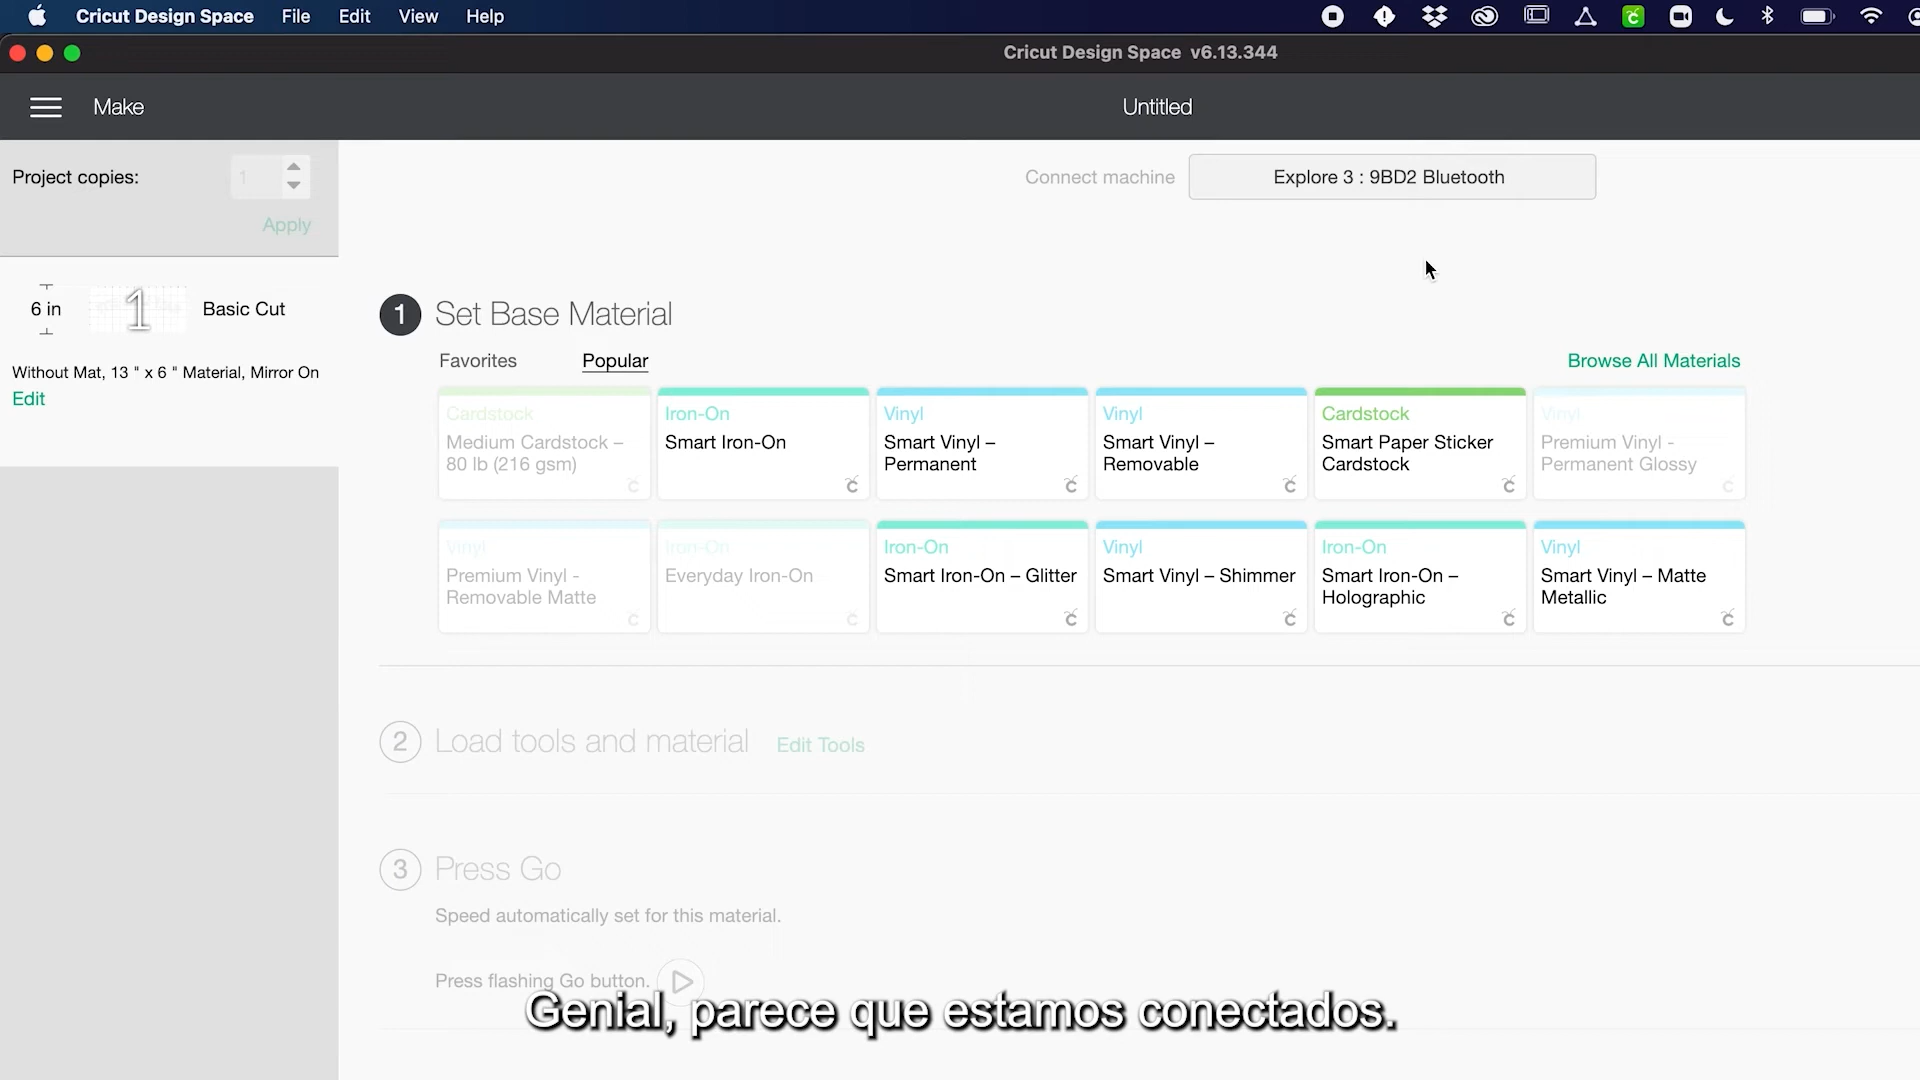 Cricut Design Space File Edit View Help
Cricut Design Space v6.13.344
Make
Untitled
Project copies:
1
Apply
Connect machine
Explore 3 : 9BD2 Bluetooth
6 in
1
Basic Cut
Without Mat, 13 " x 6 " Material, Mirror On
Edit
1 Set Base Material
Favorites
Popular
Browse All Materials
Cardstock
Medium Cardstock –
80 lb (216 gsm)
Iron-On
Smart Iron-On
Vinyl
Smart Vinyl –
Permanent
Vinyl
Smart Vinyl –
Removable
Cardstock
Smart Paper Sticker
Cardstock
Vinyl
Premium Vinyl -
Permanent Glossy
Vinyl
Premium Vinyl -
Removable Matte
Iron-On
Everyday Iron-On
Iron-On
Smart Iron-On – Glitter
Vinyl
Smart Vinyl – Shimmer
Iron-On
Smart Iron-On –
Holographic
Vinyl
Smart Vinyl – Matte
Metallic
2 Load tools and material
Edit Tools
3 Press Go
Speed automatically set for this material.
Press flashing Go button.
Genial, parece que estamos conectados.